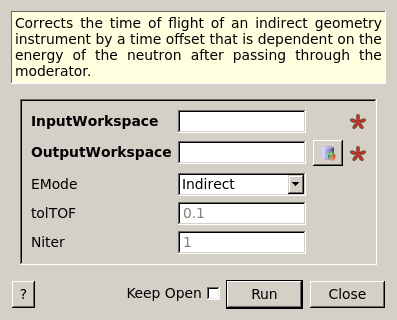 Corrects the time of flight of an indirect geometry
instrument by a time offset that is dependent on the
energy of the neutron after passing through the
moderator.
InputWorkspace
OutputWorkspace
EMode Indirect
tolTOF 0.1
Niter 1
? Keep Open Run Close